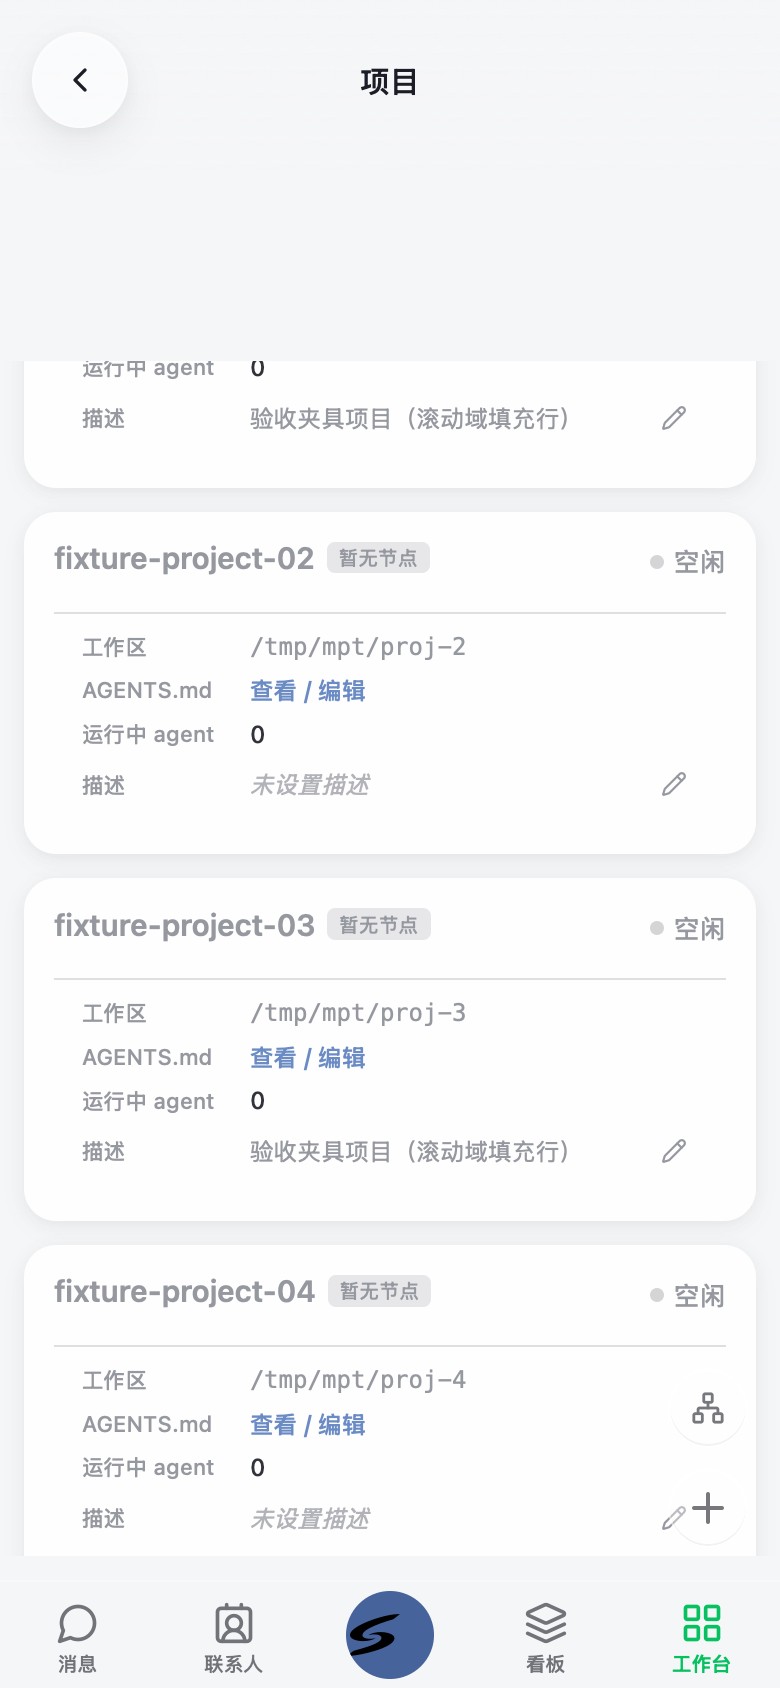 项目
运行中 agent 0
描述 验收夹具项目（滚动域填充行）
fixture-project-02 暂无节点 空闲
工作区 /tmp/mpt/proj-2
AGENTS.md 查看 / 编辑
运行中 agent 0
描述 未设置描述
fixture-project-03 暂无节点 空闲
工作区 /tmp/mpt/proj-3
AGENTS.md 查看 / 编辑
运行中 agent 0
描述 验收夹具项目（滚动域填充行）
fixture-project-04 暂无节点 空闲
工作区 /tmp/mpt/proj-4
AGENTS.md 查看 / 编辑
运行中 agent 0
描述 未设置描述
消息 联系人 看板 工作台